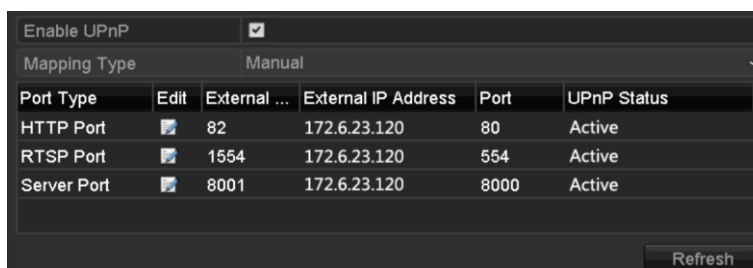 Enable UPnP
Mapping Type Manual
Port Type Edit External ... External IP Address Port UPnP Status
HTTP Port 82 172.6.23.120 80 Active
RTSP Port 1554 172.6.23.120 554 Active
Server Port 8001 172.6.23.120 8000 Active
Refresh